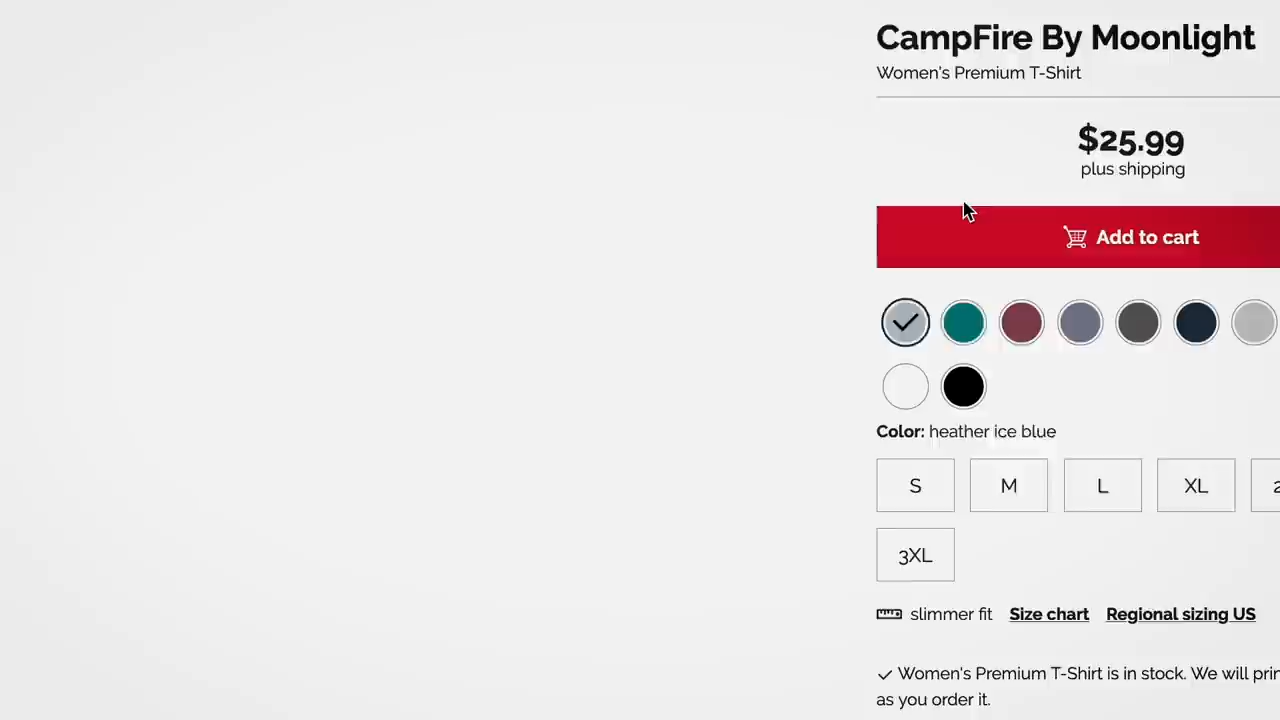 CampFire By Moonlight
Women's Premium T-Shirt
$25.99
plus shipping
Add to cart
Color: heather ice blue
S M L XL
3XL
slimmer fit Size chart Regional sizing US
Women's Premium T-Shirt is in stock. We will
as you order it.